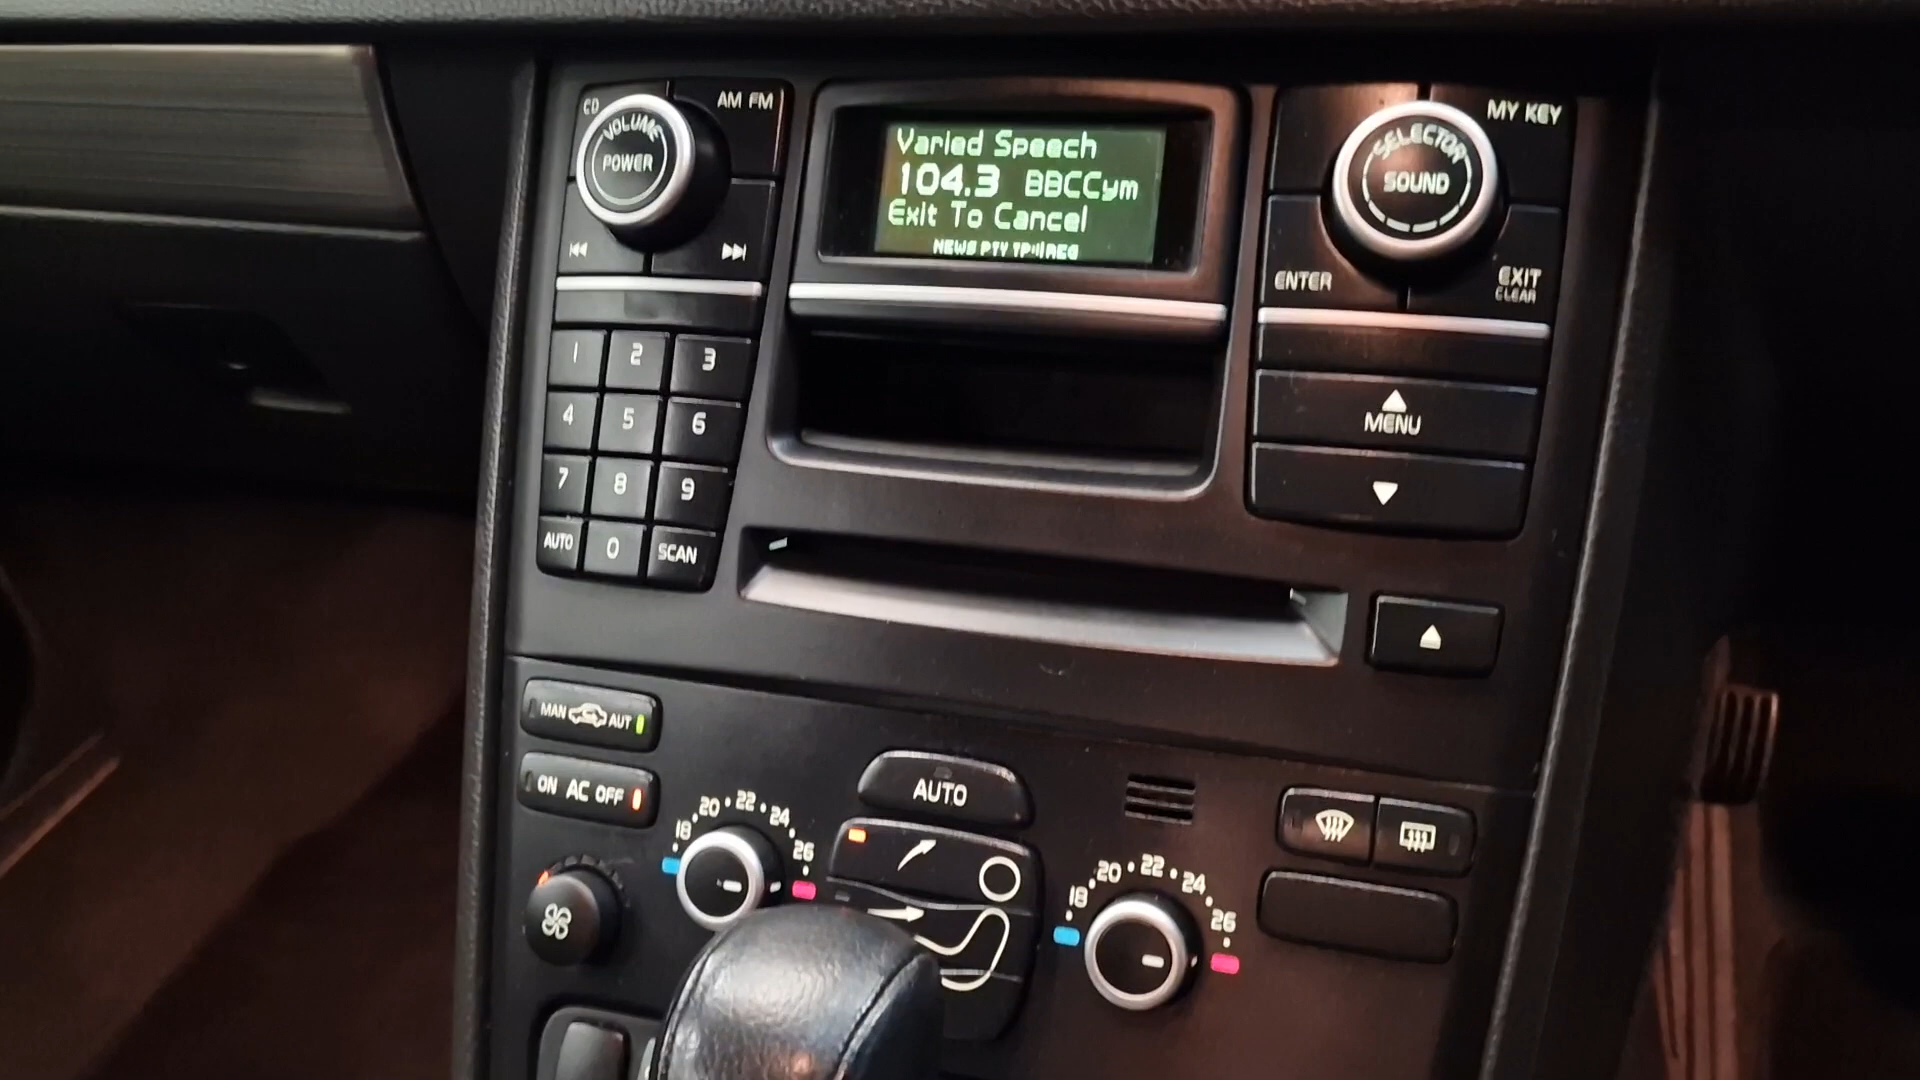 CD
VOLUME
POWER
AM FM
Varied Speech
104.3 BBCCym
Exit To Cancel
NEWS PTY TP REG
SELECTOR
SOUND
MY KEY
ENTER
EXIT
CLEAR
1 2 3
4 5 6
7 8 9
AUTO 0 SCAN
MENU
MAN AUT
ON AC OFF
AUTO
18 20 22 24 26
18 20 22 24 26